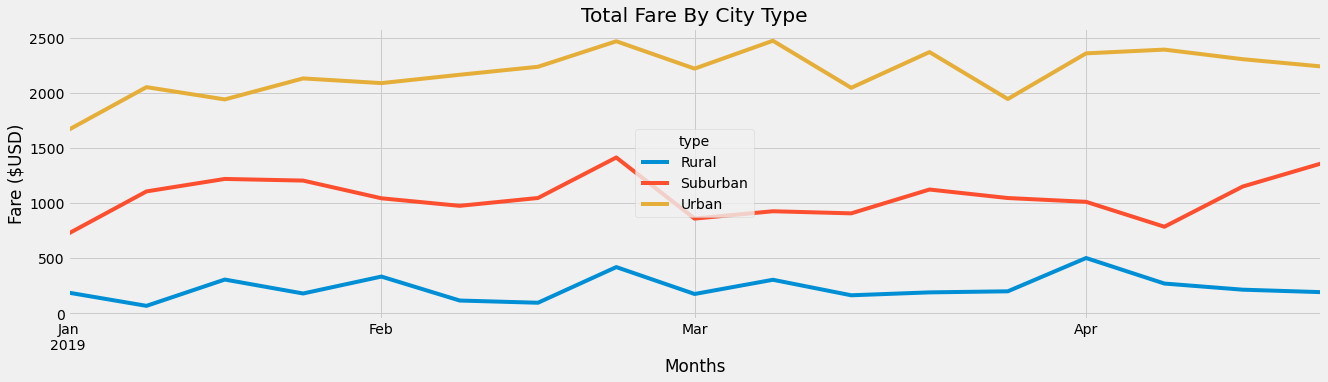 Total Fare By City Type
Fare ($USD)
2500
2000
1500
1000
500
0
type
Rural
Suburban
Urban
Jan
2019
Feb
Mar
Apr
Months